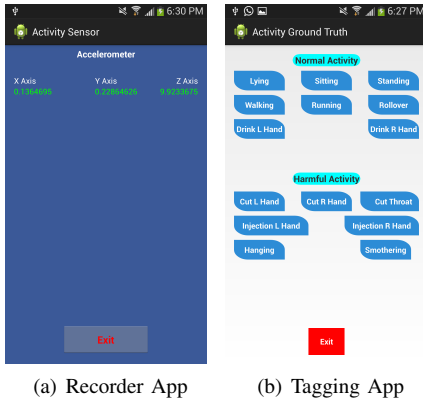 6:30 PM
Activity Sensor
Accelerometer
X Axis Y Axis Z Axis
0.1364695 0.22864626 9.9233675
Exit
(a) Recorder App
6:27 PM
Activity Ground Truth
Normal Activity
Lying Sitting Standing
Walking Running Rollover
Drink L Hand Drink R Hand
Harmful Activity
Cut L Hand Cut R Hand Cut Throat
Injection L Hand Injection R Hand
Hanging Smothering
Exit
(b) Tagging App